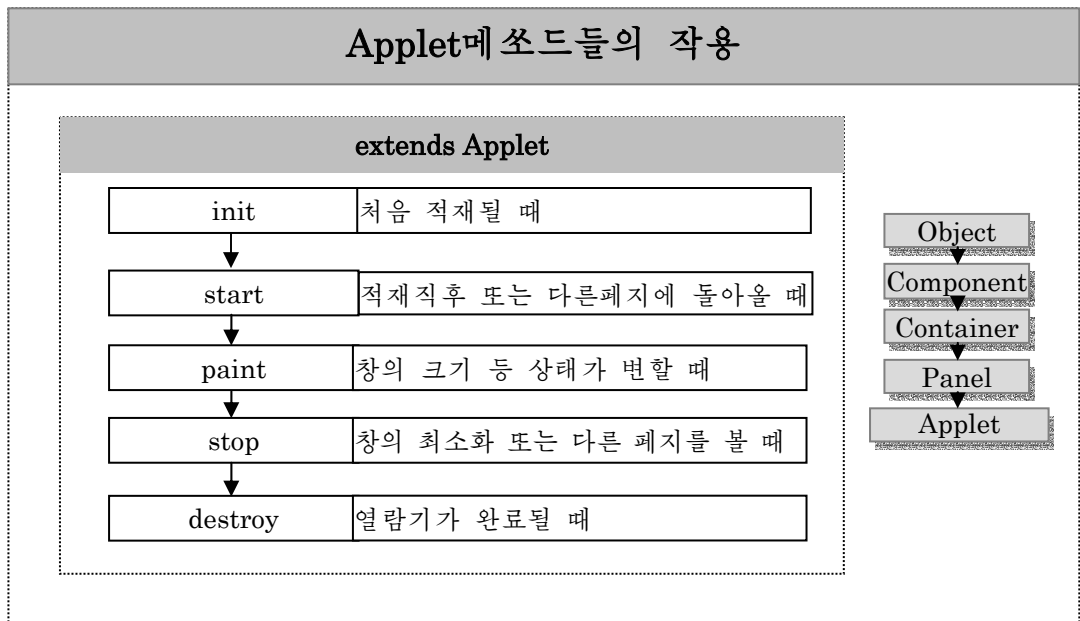 Applet메쏘드들의 작용
extends Applet
init 처음 적재될 때
start 적재직후 또는 다른페지에 돌아올 때
paint 창의 크기 등 상태가 변할 때
stop 창의 최소화 또는 다른 페지를 볼 때
destroy 열람기가 완료될 때
Object
Component
Container
Panel
Applet